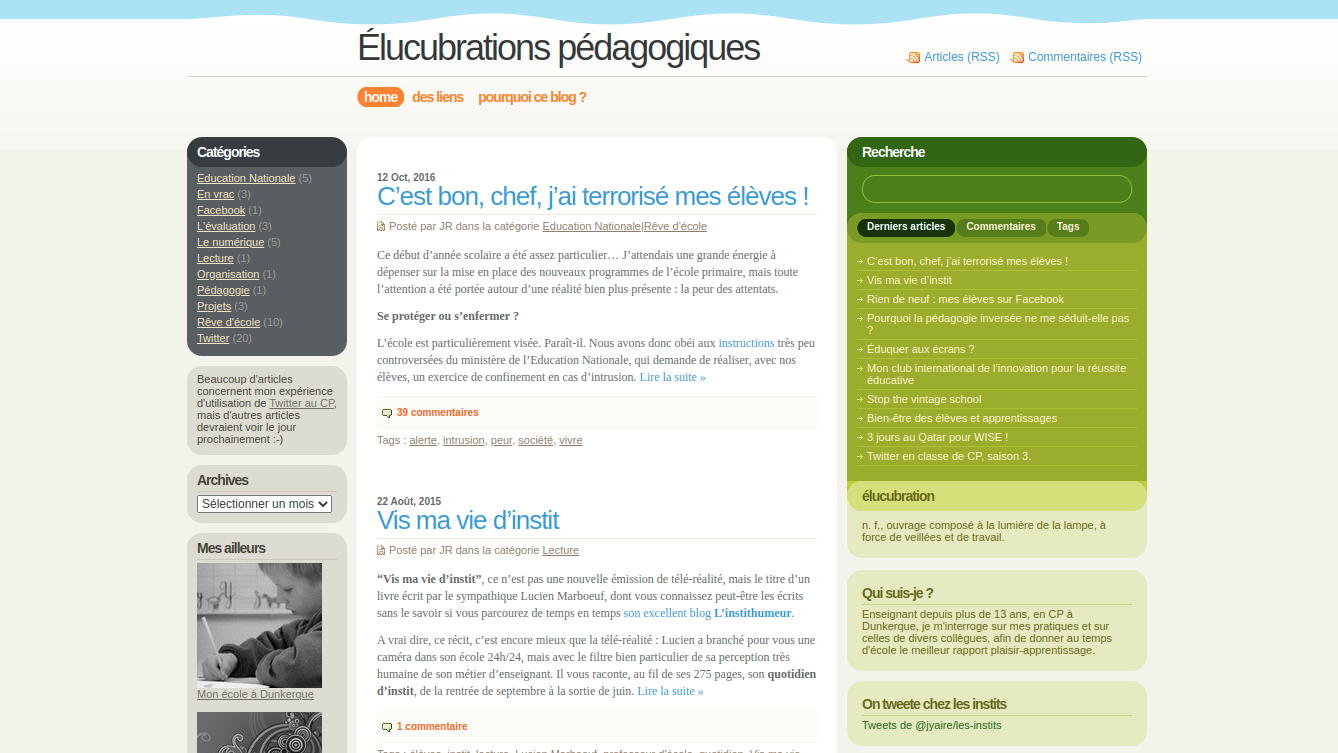 Élucubrations pédagogiques
Articles (RSS)
Commentaires (RSS)
home
des liens
pourquoi ce blog ?
Catégories
Education Nationale (5)
En vrac (3)
Facebook (1)
L'évaluation (3)
Le numérique (5)
Lecture (1)
Organisation (1)
Pédagogie (1)
Projets (3)
Rêve d'école (10)
Twitter (20)
Beaucoup d'articles
concernent mon expérience
d'utilisation de Twitter au CP,
mais d'autres articles
devraient voir le jour
prochainement :-)
Archives
Sélectionner un mois
Mes ailleurs
Mon école à Dunkerque
12 Oct, 2016
C’est bon, chef, j’ai terrorisé mes élèves !
Posté par JR dans la catégorie Education Nationale|Rêve d'école
Ce début d’année scolaire a été assez particulier… J’attendais une grande énergie à
dépenser sur la mise en place des nouveaux programmes de l’école primaire, mais toute
l’attention a été portée autour d’une réalité bien plus présente : la peur des attentats.
Se protéger ou s’enfermer ?
L’école est particulièrement visée. Paraît-il. Nous avons donc obéi aux instructions très peu
controversées du ministère de l’Education Nationale, qui demande de réaliser, avec nos
élèves, un exercice de confinement en cas d’intrusion. Lire la suite »
39 commentaires
Tags : alerte, intrusion, peur, société, vivre
22 Août, 2015
Vis ma vie d’instit
Posté par JR dans la catégorie Lecture
“Vis ma vie d’instit”, ce n’est pas une nouvelle émission de télé-réalité, mais le titre d’un
livre écrit par le sympathique Lucien Marboeuf, dont vous connaissez peut-être les écrits
sans le savoir si vous parcourez de temps en temps son excellent blog L’instithumeur.
A vrai dire, ce récit, c’est encore mieux que la télé-réalité : Lucien a branché pour vous une
caméra dans son école 24h/24, mais avec le filtre bien particulier de sa perception très
humaine de son métier d’enseignant. Il vous raconte, au fil de ses 275 pages, son quotidien
d’instit, de la rentrée de septembre à la sortie de juin. Lire la suite »
1 commentaire
Tags : élèves, instit, lecture, Lucien Marboeuf, professeur d'école, quotidien, Vis ma vie
Recherche
Derniers articles
Commentaires
Tags
C’est bon, chef, j’ai terrorisé mes élèves !
Vis ma vie d’instit
Rien de neuf : mes élèves sur Facebook
Pourquoi la pédagogie inversée ne me séduit-elle pas
?
Éduquer aux écrans ?
Mon club international de l’innovation pour la réussite
éducative
Stop the vintage school
Bien-être des élèves et apprentissages
3 jours au Qatar pour WISE !
Twitter en classe de CP, saison 3.
élucubration
n. f., ouvrage composé à la lumière de la lampe, à
force de veillées et de travail.
Qui suis-je ?
Enseignant depuis plus de 13 ans, en CP à
Dunkerque, je m'interroge sur mes pratiques et sur
celles de divers collègues, afin de donner au temps
d'école le meilleur rapport plaisir-apprentissage.
On tweete chez les instits
Tweets de @jyaire/les-instits